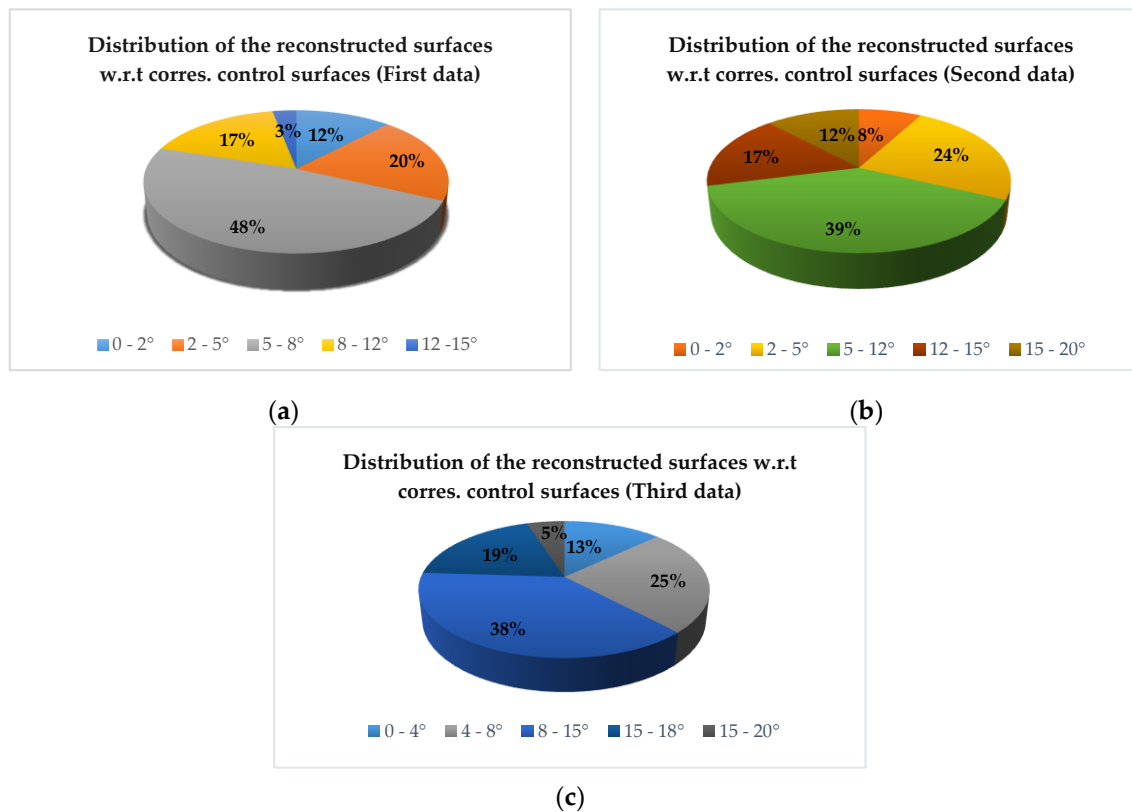 Distribution of the reconstructed surfaces
w.r.t corres. control surfaces (First data)
3%
12%
17%
20%
48%
0 - 2° 2 - 5° 5 - 8° 8 - 12° 12 -15°
(a)
Distribution of the reconstructed surfaces
w.r.t corres. control surfaces (Second data)
12%
8%
17%
24%
39%
0 - 2° 2 - 5° 5 - 12° 12 - 15° 15 - 20°
(b)
Distribution of the reconstructed surfaces w.r.t
corres. control surfaces (Third data)
5%
13%
19%
25%
38%
0 - 4° 4 - 8° 8 - 15° 15 - 18° 15 - 20°
(c)